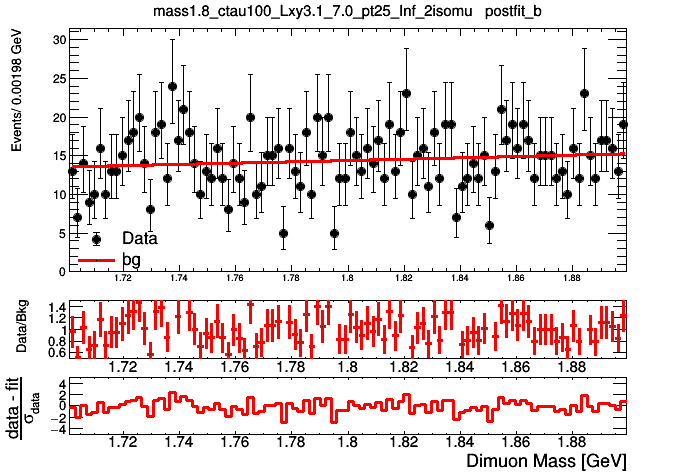 mass1.8_ctau100_Lxy3.1_7.0_pt25_Inf_2isomu postfit_b
Events/ 0.00198 GeV
30
25
20
15
10
5
0
Data
bg
1.72 1.74 1.76 1.78 1.8 1.82 1.84 1.86 1.88
Data/Bkg
1.4
1.2
1
0.8
0.6
1.72 1.74 1.76 1.78 1.8 1.82 1.84 1.86 1.88
data - fit
σdata
4
2
0
−2
−4
1.72 1.74 1.76 1.78 1.8 1.82 1.84 1.86 1.88
Dimuon Mass [GeV]